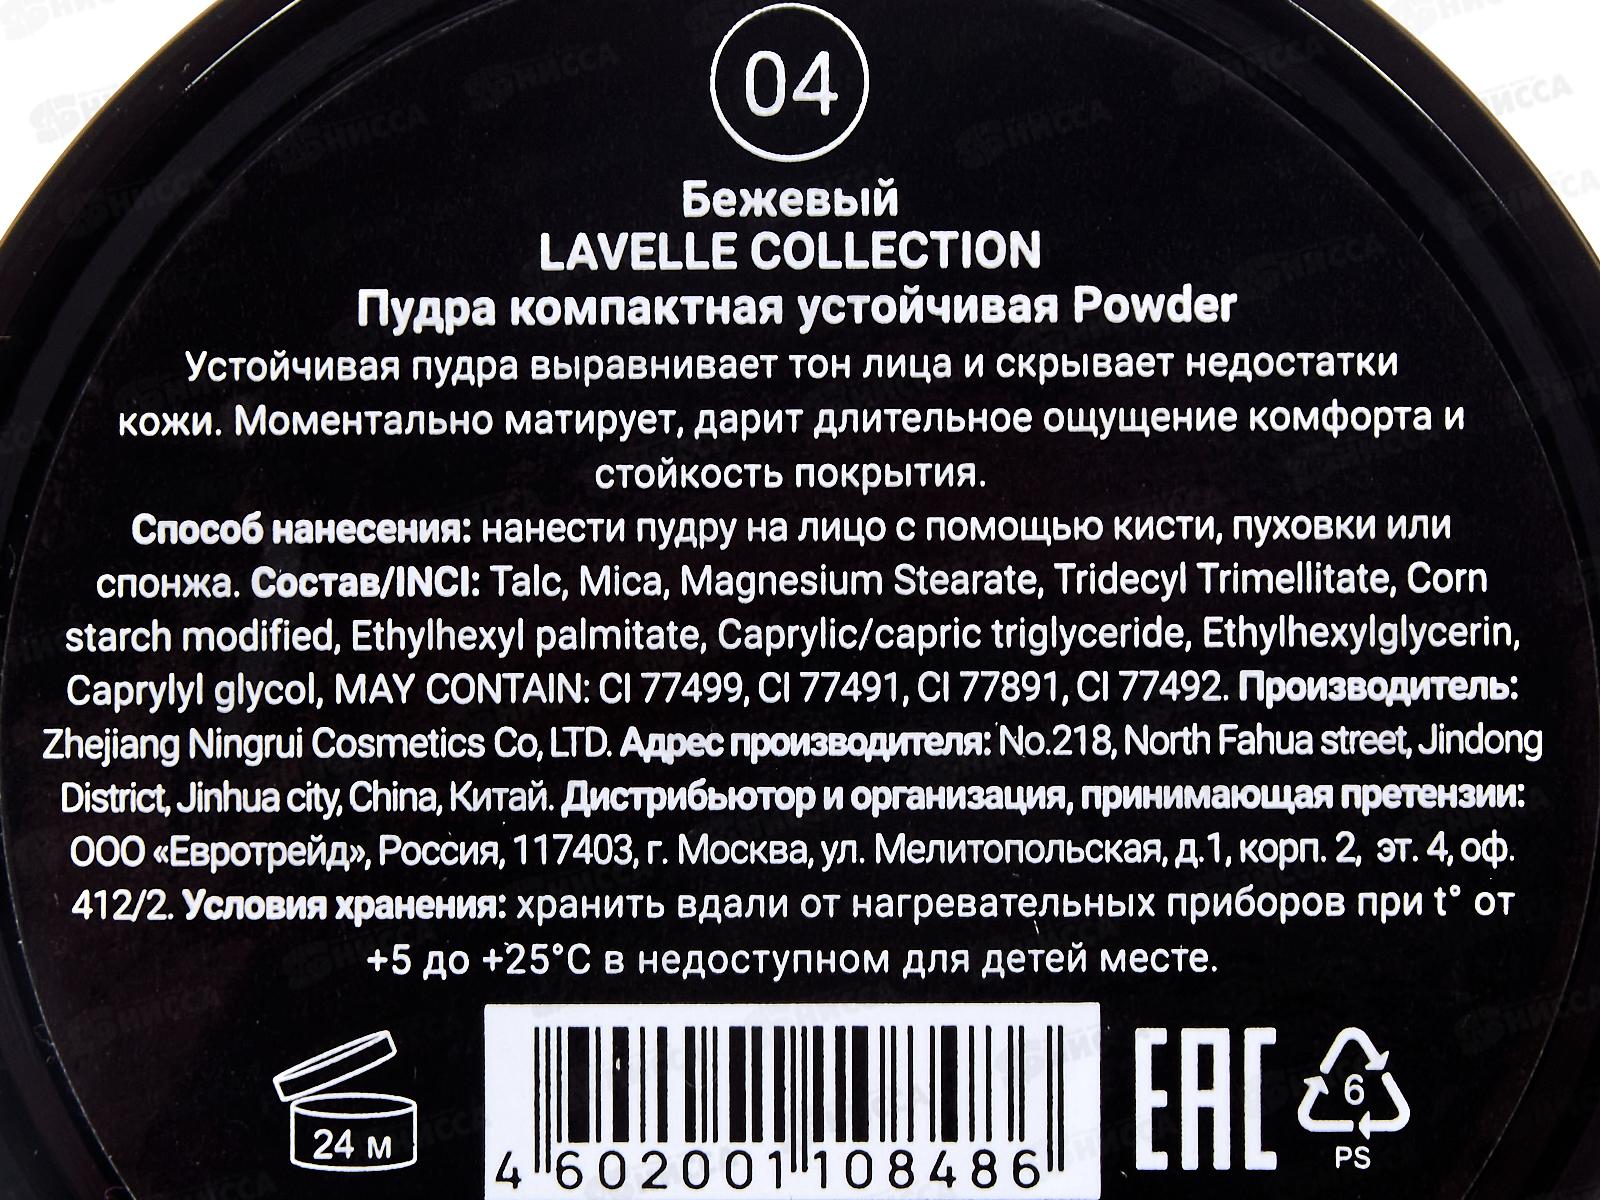 04
Бежевый
LAVELLE COLLECTION
Пудра компактная устойчивая Powder
Устойчивая пудра выравнивает тон лица и скрывает недостатки
кожи. Моментально матирует, дарит длительное ощущение комфорта и
стойкость покрытия.
Способ нанесения: нанести пудру на лицо с помощью кисти, пуховки или
спонжа. Состав/INCI: Talc, Mica, Magnesium Stearate, Tridecyl Trimellitate, Corn
starch modified, Ethylhexyl palmitate, Caprylic/capric triglyceride, Ethylhexylglycerin,
Caprylyl glycol, MAY CONTAIN: CI 77499, CI 77491, CI 77891, CI 77492. Производитель:
Zhejiang Ningrui Cosmetics Co, LTD. Адрес производителя: No.218, North Fahua street, Jindong
District, Jinhua city, China, Китай. Дистрибьютор и организация, принимающая претензии:
ООО «Евротрейд», Россия, 117403, г. Москва, ул. Мелитопольская, д.1, корп. 2, эт. 4, оф.
412/2. Условия хранения: хранить вдали от нагревательных приборов при t° от
+5 до +25°С в недоступном для детей месте.
24 м
4 602001 108486
EAC
6
PS